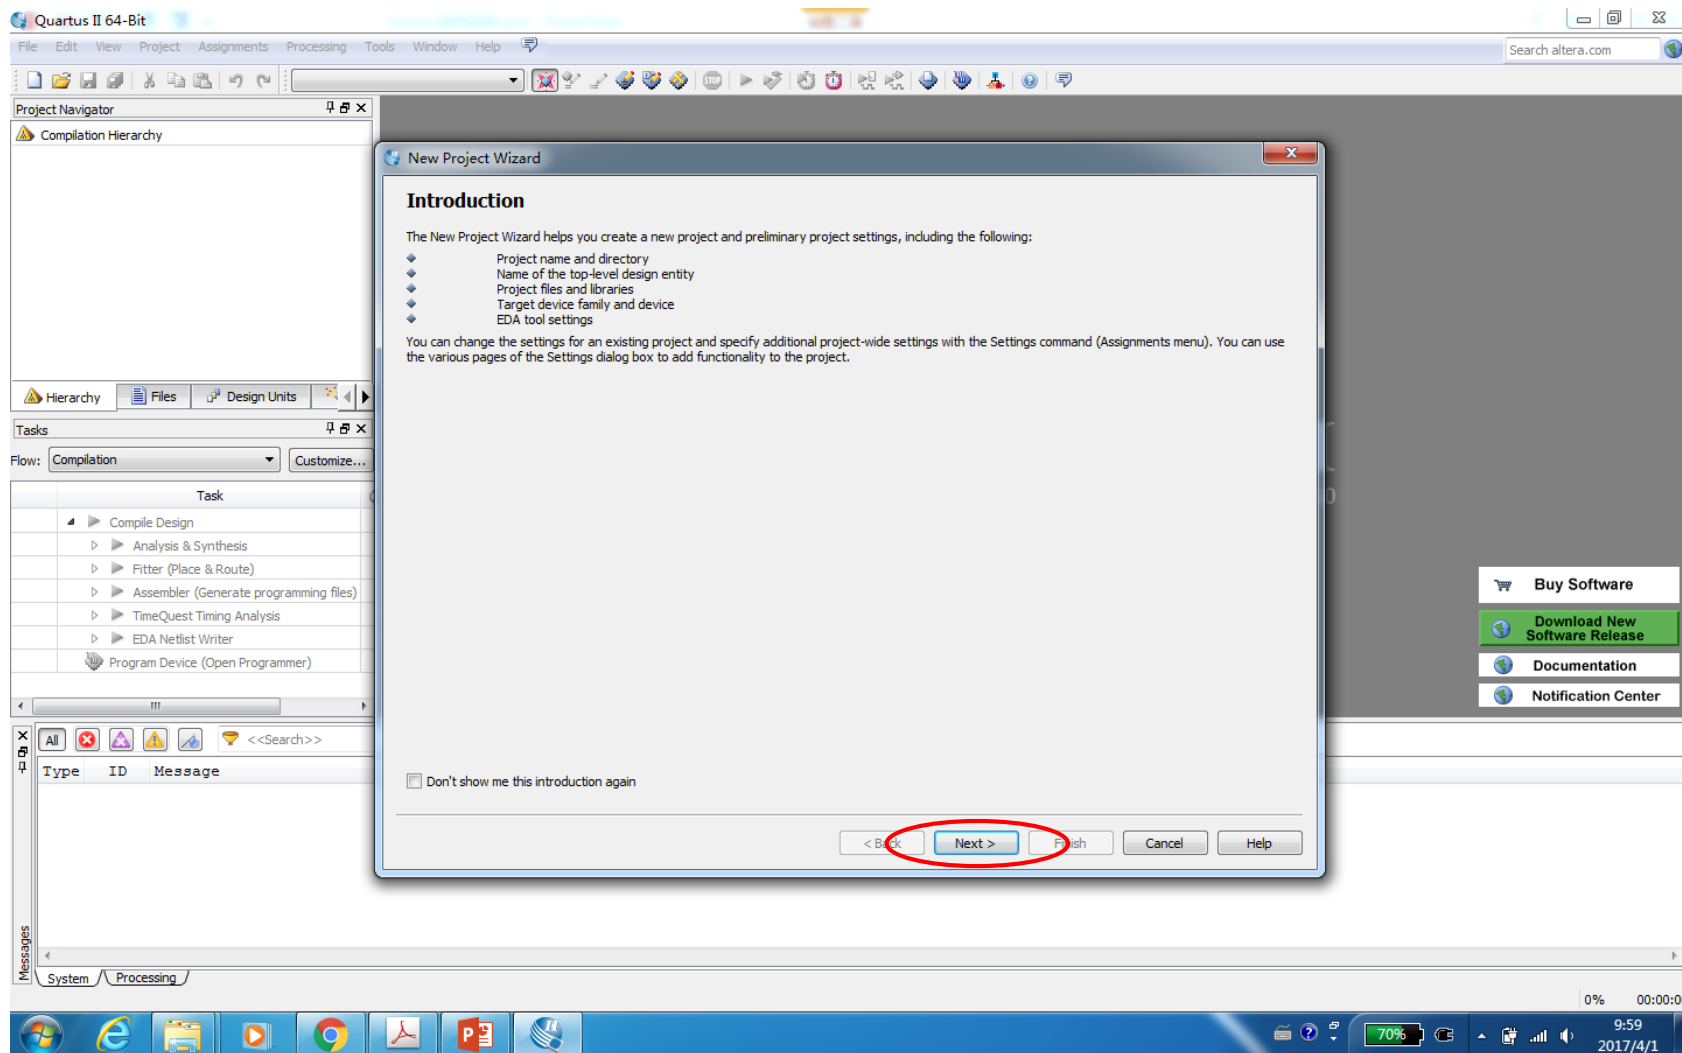 Quartus II 64-Bit
File Edit View Project Assignments Processing Tools Window Help
Search altera.com
STOP
Project Navigator
Compilation Hierarchy
New Project Wizard
Introduction
The New Project Wizard helps you create a new project and preliminary project settings, including the following:
Project name and directory
Name of the top-level design entity
Project files and libraries
Target device family and device
EDA tool settings
You can change the settings for an existing project and specify additional project-wide settings with the Settings command (Assignments menu). You can use
the various pages of the Settings dialog box to add functionality to the project.
Hierarchy Files Design Units
Tasks
Flow: Compilation Customize...
Task
Compile Design
Analysis & Synthesis
Fitter (Place & Route)
Assembler (Generate programming files)
TimeQuest Timing Analysis
EDA Netlist Writer
Program Device (Open Programmer)
Buy Software
Download New
Software Release
Documentation
Notification Center
All <<Search>>
Type ID Message
Don't show me this introduction again
< Back Next > Finish Cancel Help
Messages
System Processing
0% 00:00:0
70%
9:59
2017/4/1